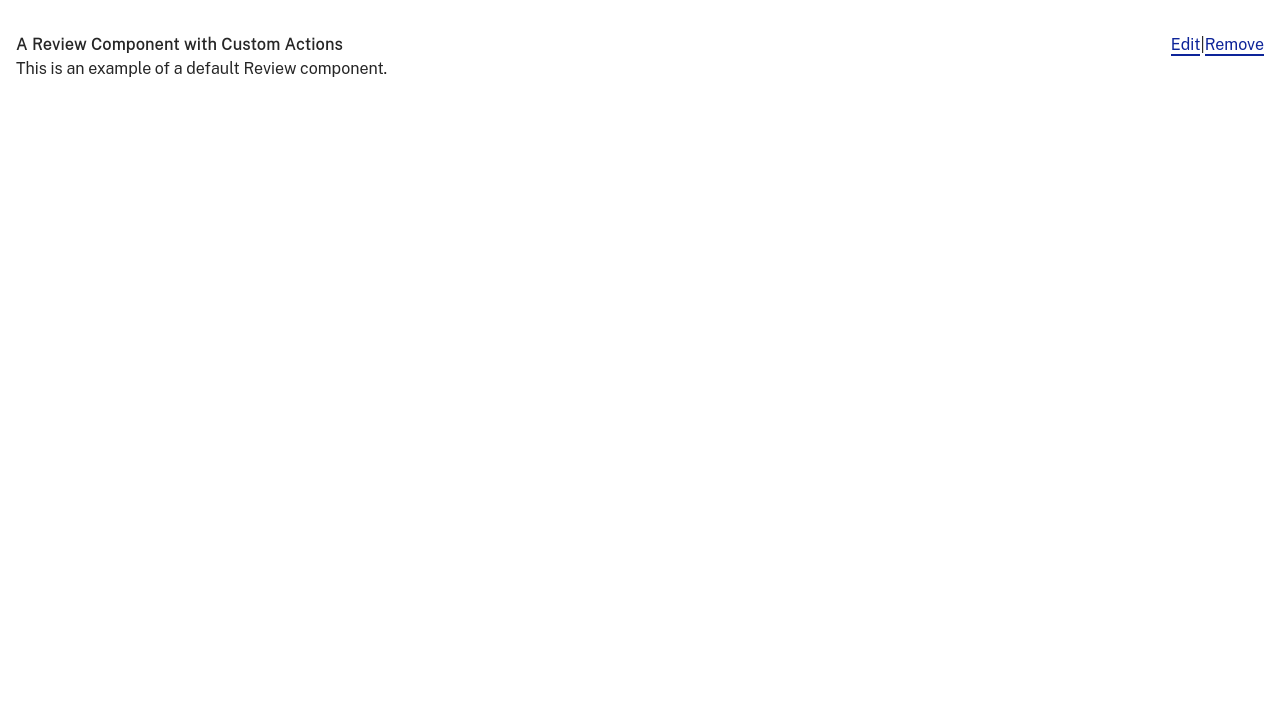 A Review Component with Custom Actions
Edit|Remove
This is an example of a default Review component.